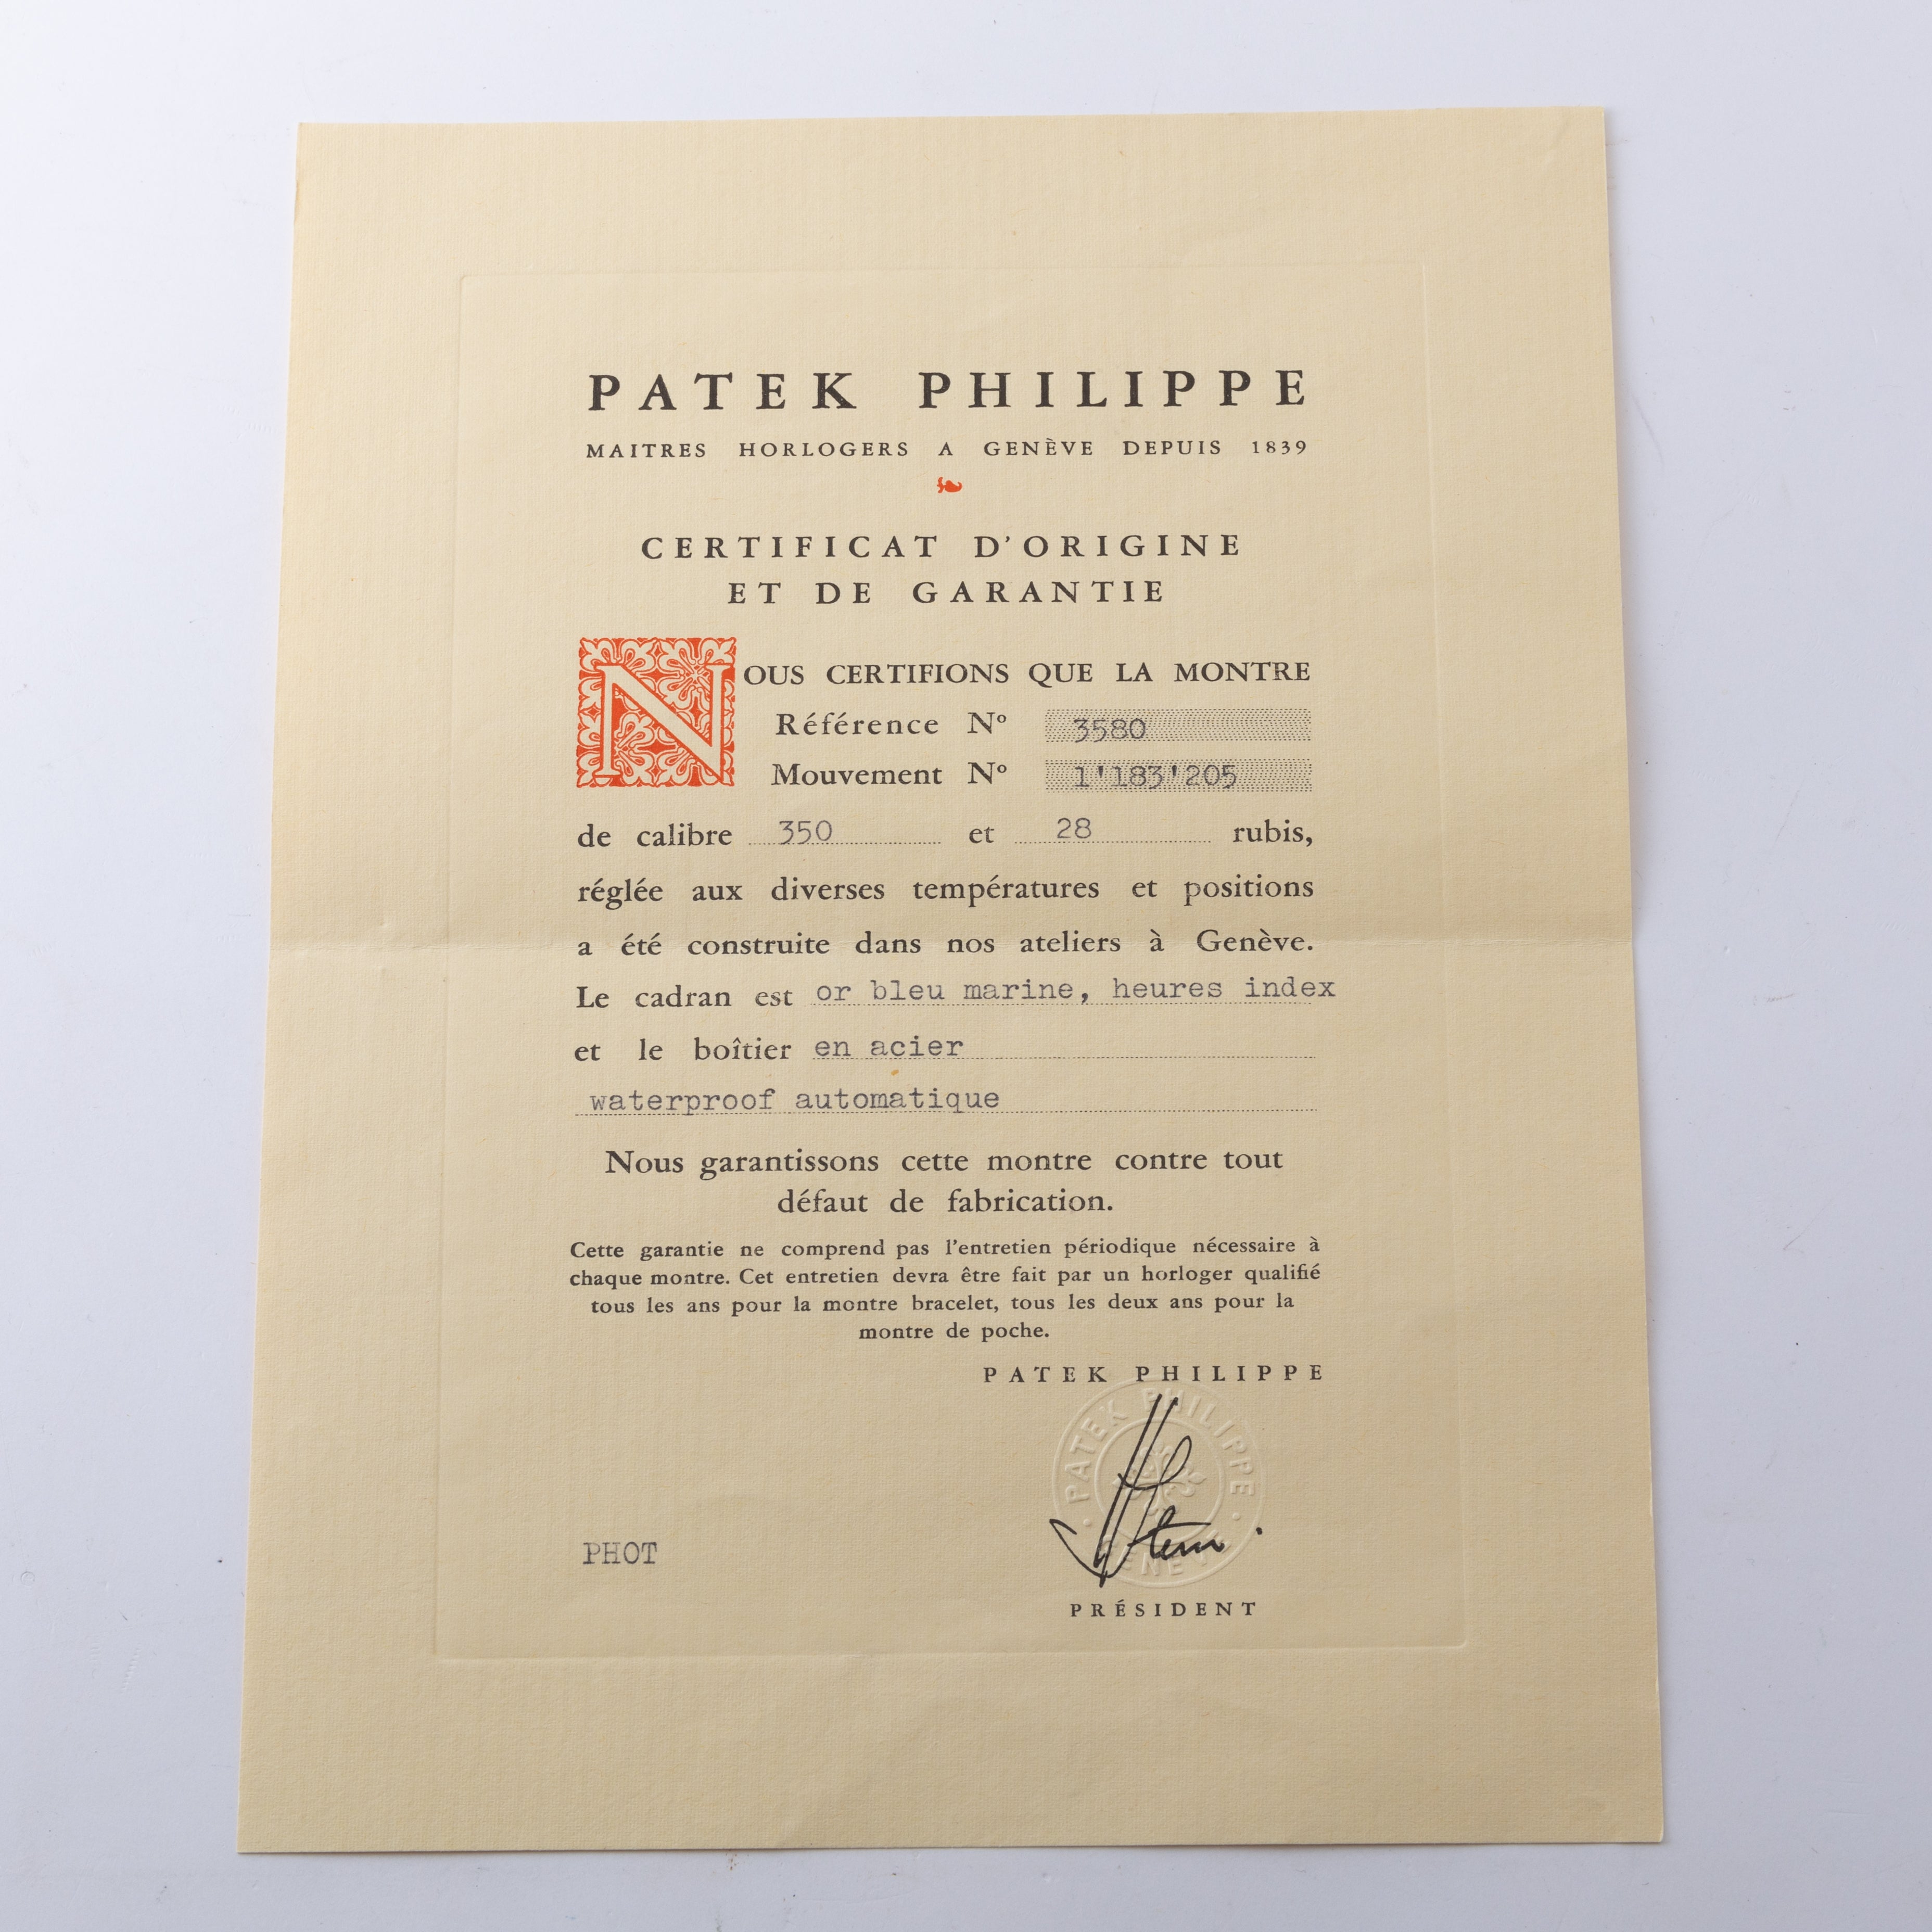 PATEK PHILIPPE
MAITRES HORLOGERS A GENÈVE DEPUIS 1839
CERTIFICAT D'ORIGINE
ET DE GARANTIE
NOUS CERTIFIONS QUE LA MONTRE
Référence Nº 3580
Mouvement Nº 1'183'205
de calibre 350 et 28 rubis,
réglée aux diverses températures et positions
a été construite dans nos ateliers à Genève.
Le cadran est or bleu marine, heures index
et le boîtier en acier
waterproof automatique
Nous garantissons cette montre contre tout
défaut de fabrication.
Cette garantie ne comprend pas l'entretien périodique nécessaire à
chaque montre. Cet entretien devra être fait par un horloger qualifié
tous les ans pour la montre bracelet, tous les deux ans pour la
montre de poche.
PATEK PHILIPPE
PATEK PHILIPPE
Stern
PHOT
PRÉSIDENT